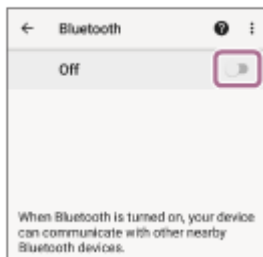 Bluetooth
Off
When Bluetooth is turned on, your device
can communicate with other nearby
Bluetooth devices.